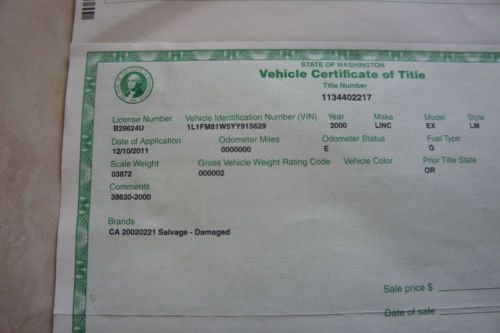 STATE OF WASHINGTON
Vehicle Certificate of Title
Title Number
1134402217
License Number Vehicle Identification Number (VIN) Year Make Model Style
B29624U 1L1FM81W5YY915629 2000 LINC EX LM
Date of Application Odometer Miles Odometer Status Fuel Type
12/10/2011 0000000 E G
Scale Weight Gross Vehicle Weight Rating Code Vehicle Color Prior Title State
03872 000002 OR
Comments
38630-2000
Brands
CA 20020221 Salvage - Damaged
Sale price $
Date of sale